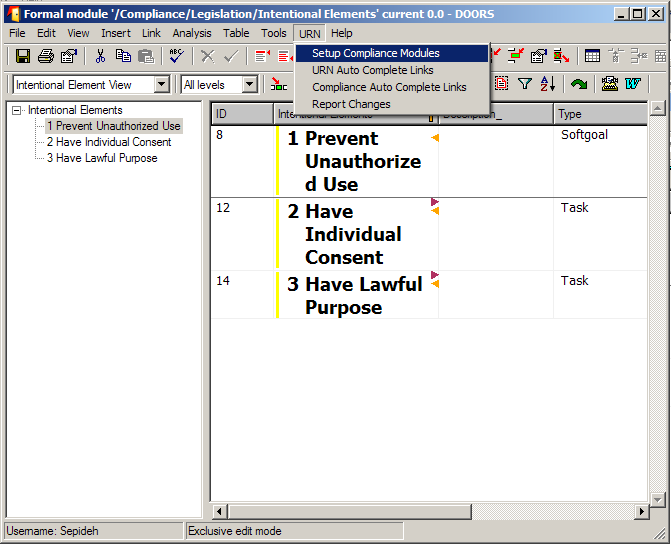 Formal module '/Compliance/Legislation/Intentional Elements' current 0.0 - DOORS
File Edit View Insert Link Analysis Table Tools URN Help
Setup Compliance Modules
URN Auto Complete Links
Compliance Auto Complete Links
Report Changes
Intentional Element View
All levels
Intentional Elements
1 Prevent Unauthorized Use
2 Have Individual Consent
3 Have Lawful Purpose
ID Intentional Elements Description_ Type
8 1 Prevent Softgoal
Unauthorize
d Use
12 2 Have Task
Individual
Consent
14 3 Have Lawful Task
Purpose
Username: Sepideh Exclusive edit mode